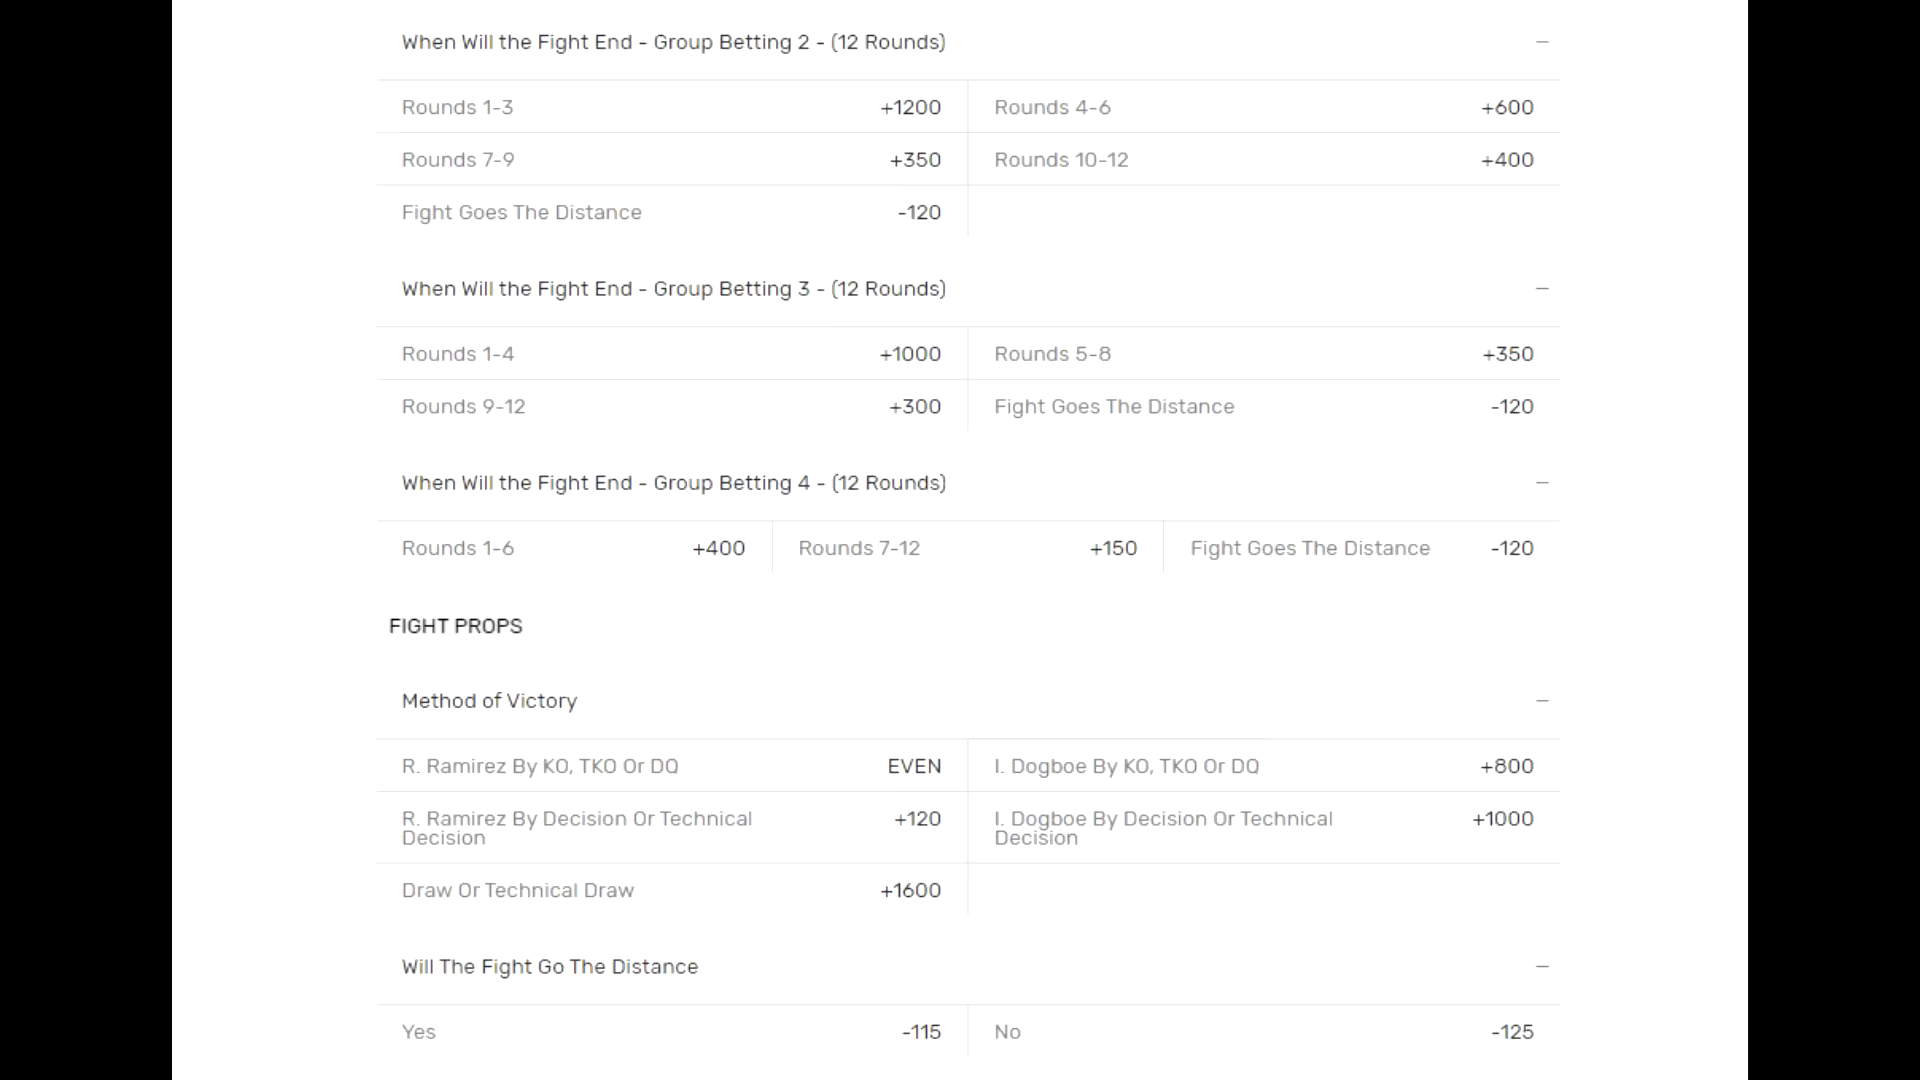 When Will the Fight End - Group Betting 2 - (12 Rounds)
Rounds 1-3 +1200 Rounds 4-6 +600
Rounds 7-9 +350 Rounds 10-12 +400
Fight Goes The Distance -120
When Will the Fight End - Group Betting 3 - (12 Rounds)
Rounds 1-4 +1000 Rounds 5-8 +350
Rounds 9-12 +300 Fight Goes The Distance -120
When Will the Fight End - Group Betting 4 - (12 Rounds)
Rounds 1-6 +400 Rounds 7-12 +150 Fight Goes The Distance -120
FIGHT PROPS
Method of Victory
R. Ramirez By KO, TKO Or DQ EVEN I. Dogboe By KO, TKO Or DQ +800
R. Ramirez By Decision Or Technical Decision +120 I. Dogboe By Decision Or Technical Decision +1000
Draw Or Technical Draw +1600
Will The Fight Go The Distance
Yes -115 No -125